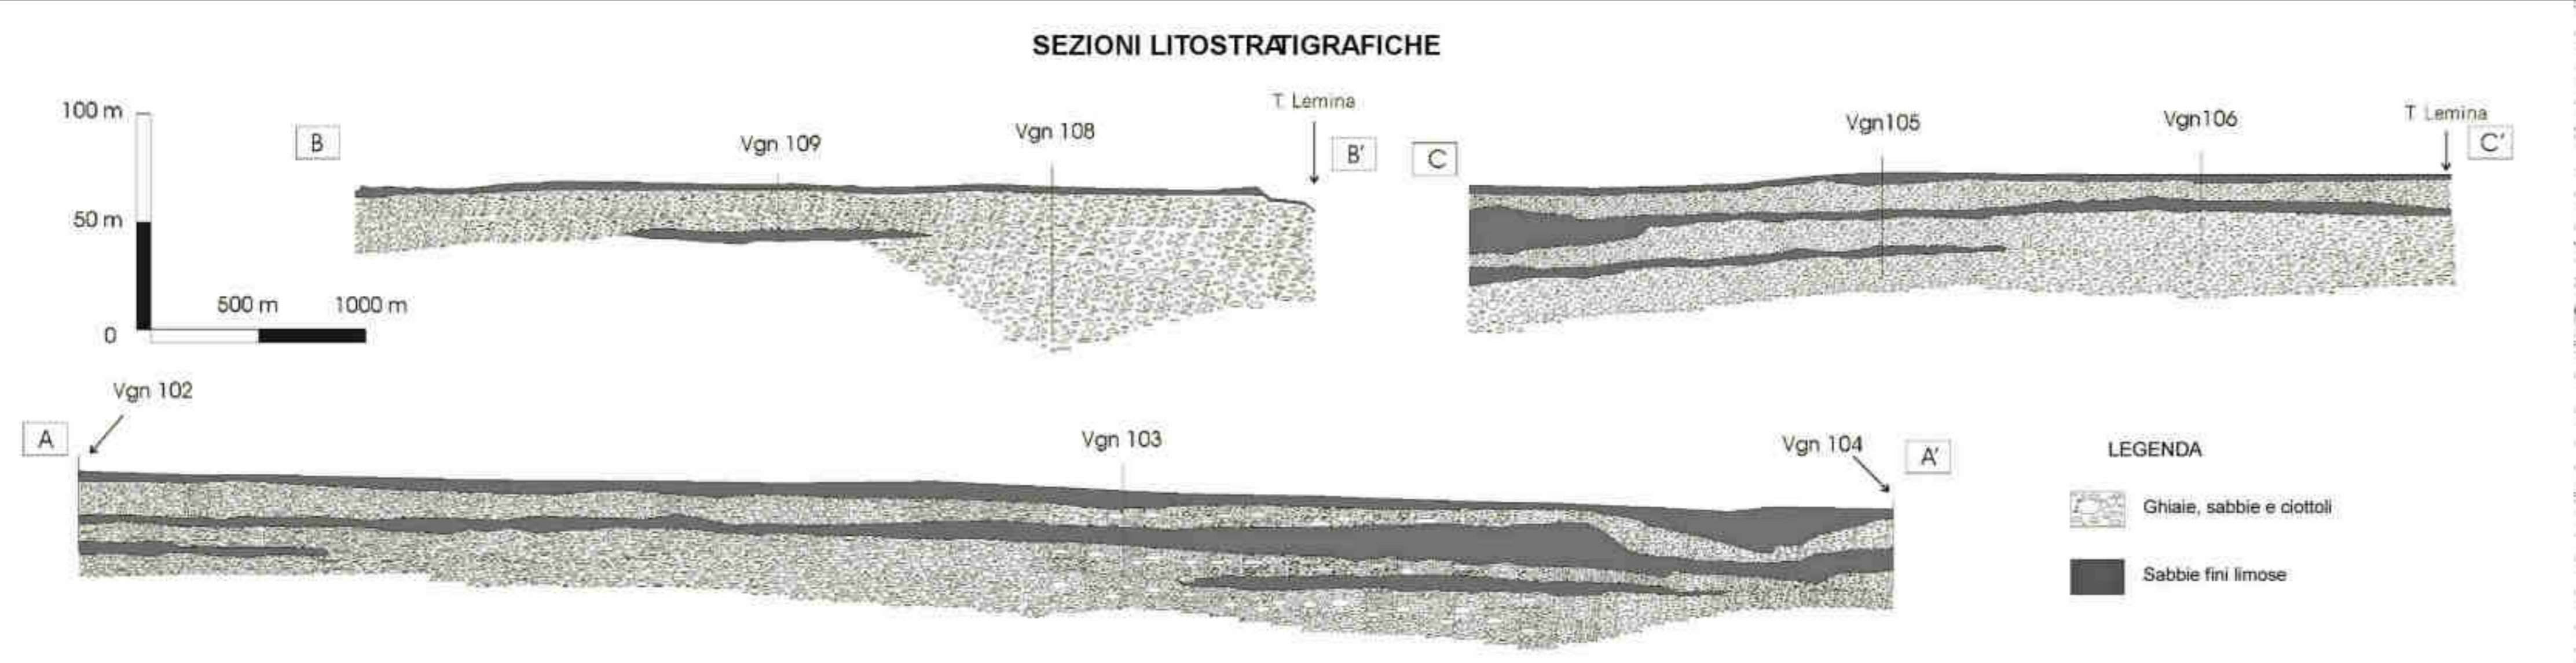 SEZIONI LITOSTRATIGRAFICHE
100 m
50 m
0
500 m
1000 m
B
Vgn 109
Vgn 108
T. Lemina
B'
C
Vgn105
Vgn106
T. Lemina
C'
Vgn 102
A
Vgn 103
Vgn 104
A'
LEGENDA
Ghiaie, sabbie e ciottoli
Sabbie fini limose